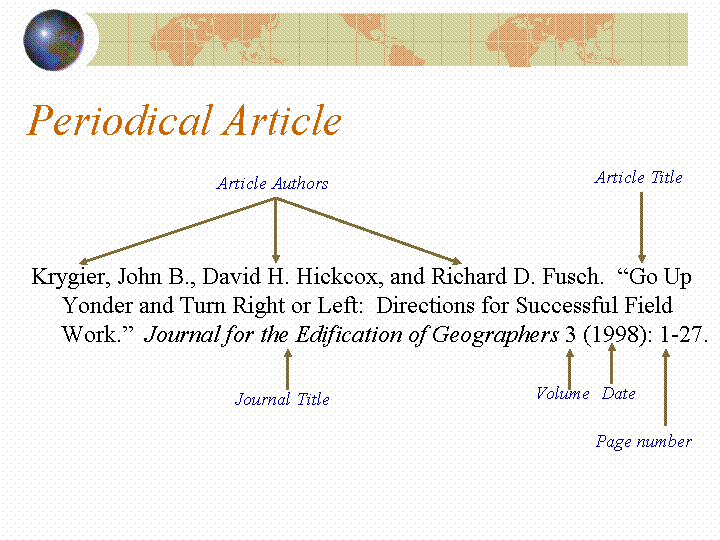 Periodical Article
Article Authors
Article Title
Krygier, John B., David H. Hickcox, and Richard D. Fusch.  “Go Up
Yonder and Turn Right or Left:  Directions for Successful Field
Work.”  Journal for the Edification of Geographers 3 (1998): 1-27.
Journal Title
Volume
Date
Page number